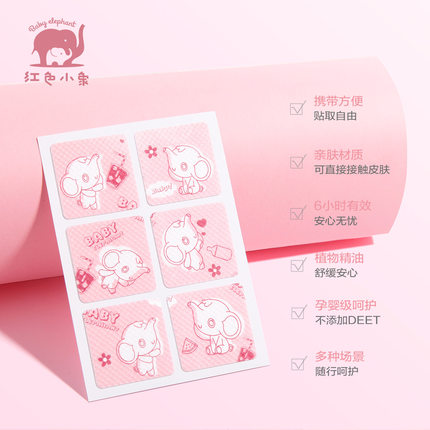 Baby elephant
红色小象
携带方便
贴取自由
亲肤材质
可直接接触皮肤
6小时有效
安心无忧
植物精油
舒缓安心
孕婴级呵护
不添加DEET
多种场景
随行呵护
BA
Baby!
BABY
BABY